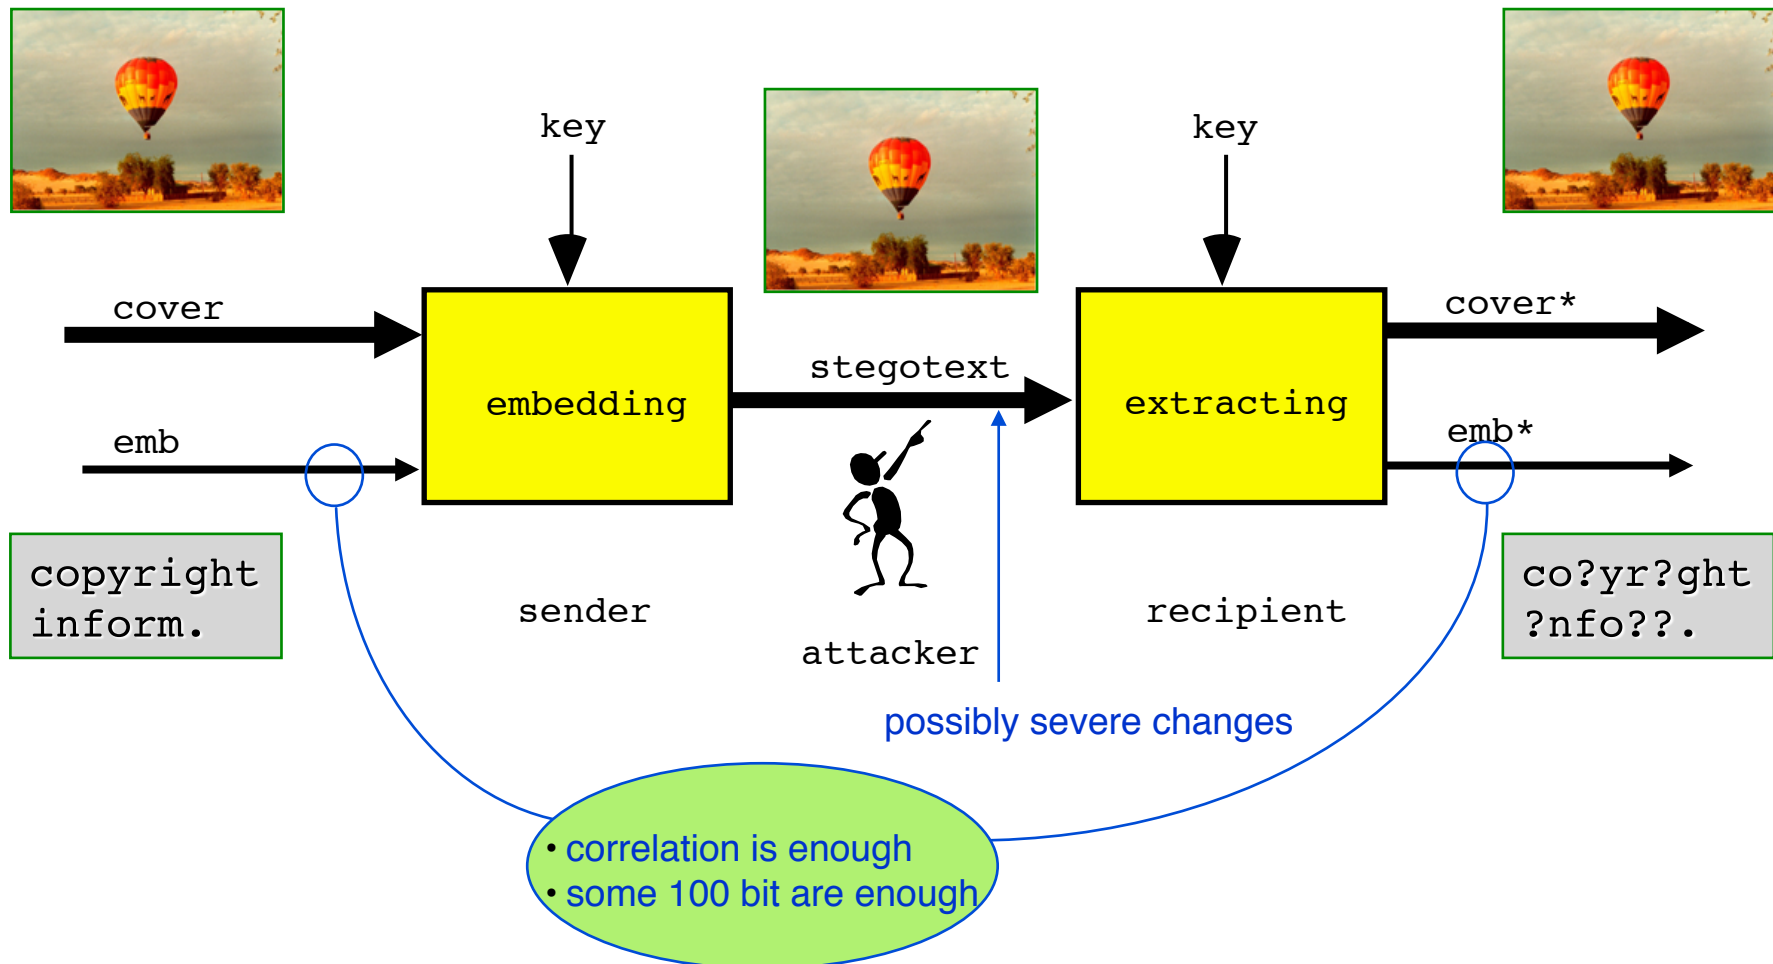 key
key
cover
cover*
stegotext
embedding
extracting
emb
emb*
copyright
inform.
co?yr?ght
?nfo??.
sender
recipient
attacker
possibly severe changes
• correlation is enough
• some 100 bit are enough